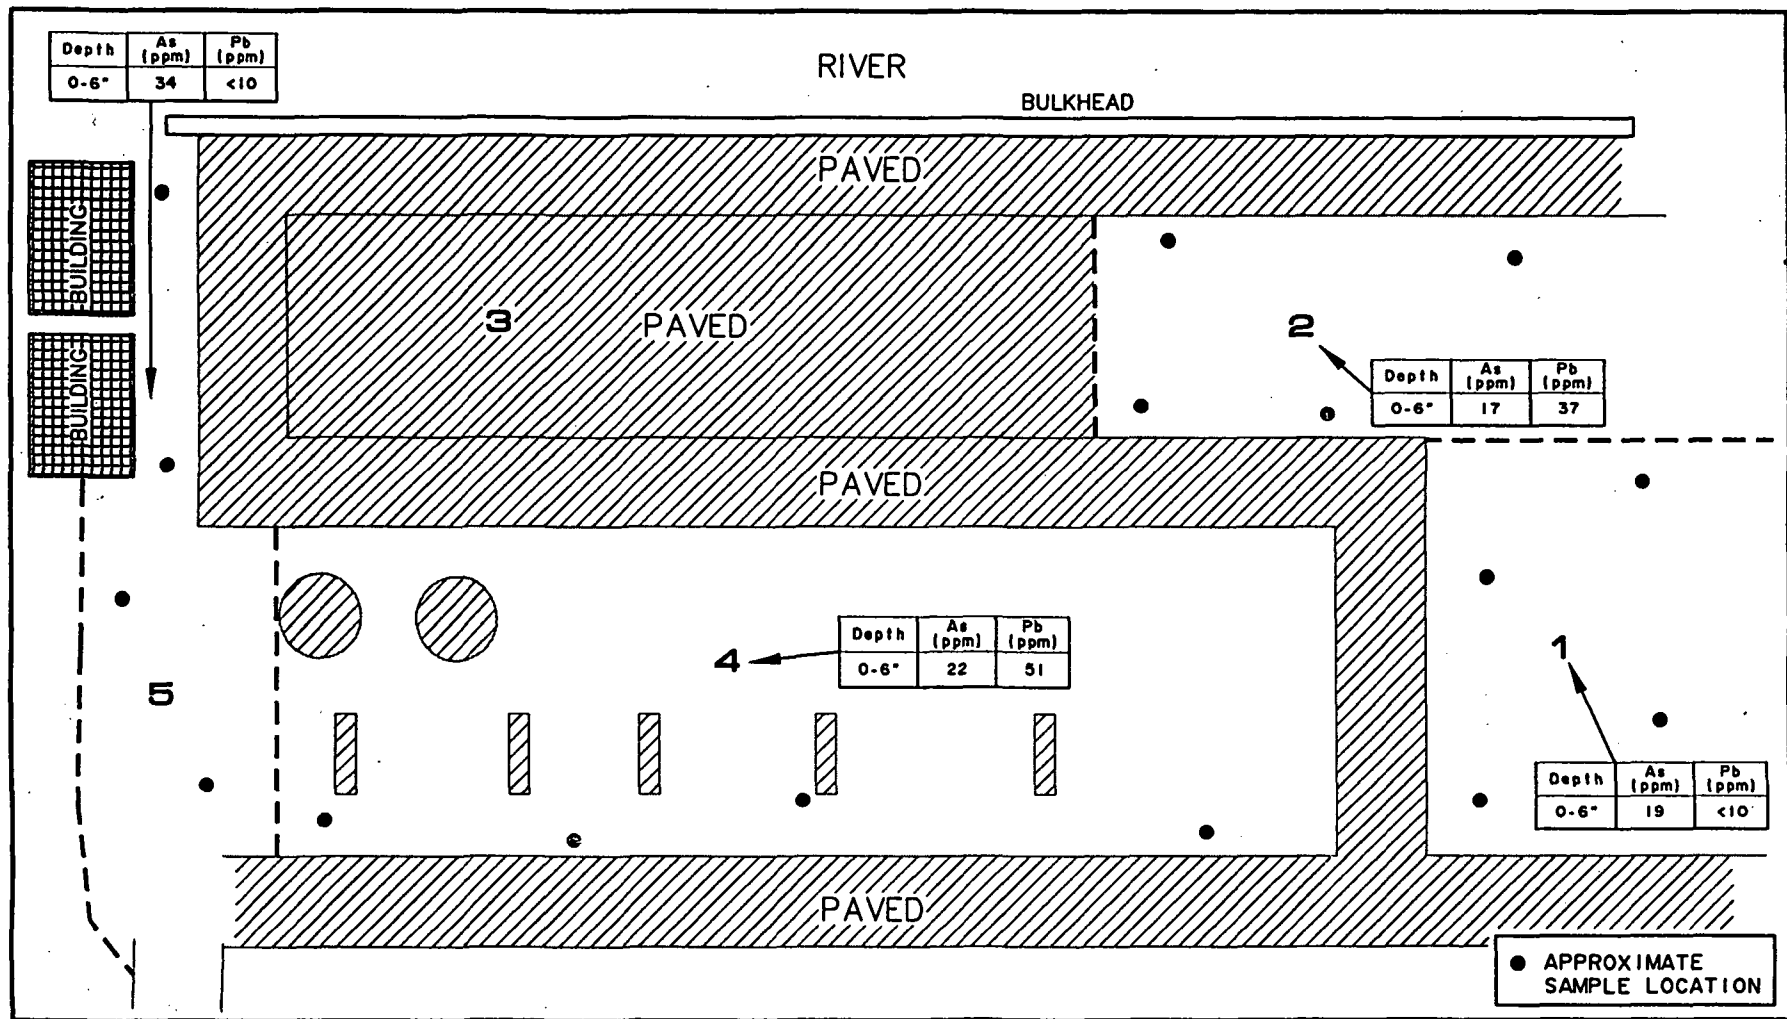 Depth As (ppm) Pb (ppm)
0-6" 34 <10
RIVER
BULKHEAD
PAVED
BUILDING
3
PAVED
2
Depth As (ppm) Pb (ppm)
0-6" 17 37
BUILDING
PAVED
4
Depth As (ppm) Pb (ppm)
0-6" 22 51
1
5
Depth As (ppm) Pb (ppm)
0-6" 19 <10
PAVED
APPROXIMATE
SAMPLE LOCATION